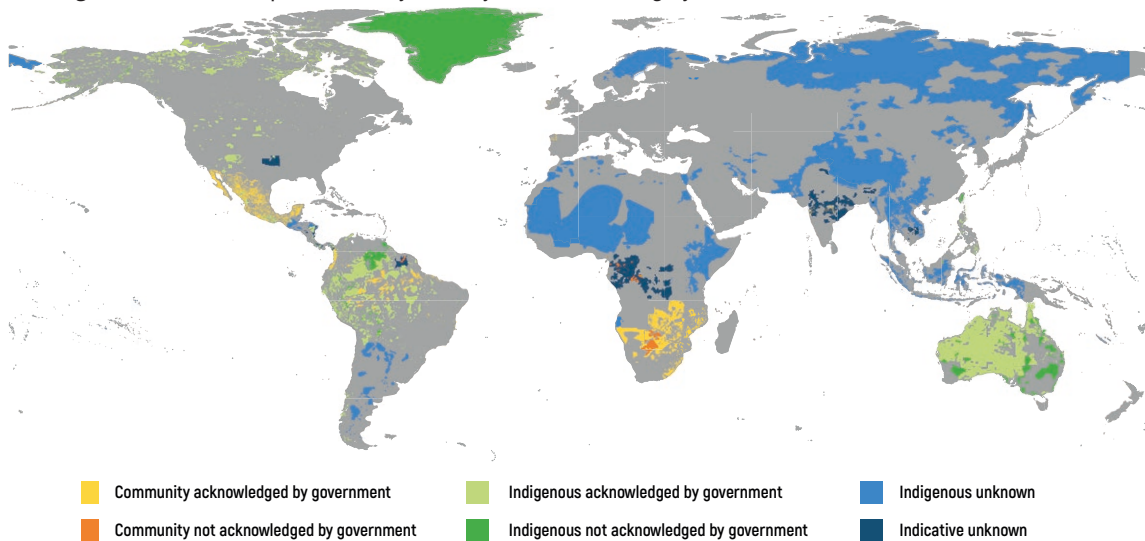 Community acknowledged by government
Indigenous acknowledged by government
Indigenous unknown
Community not acknowledged by government
Indigenous not acknowledged by government
Indicative unknown